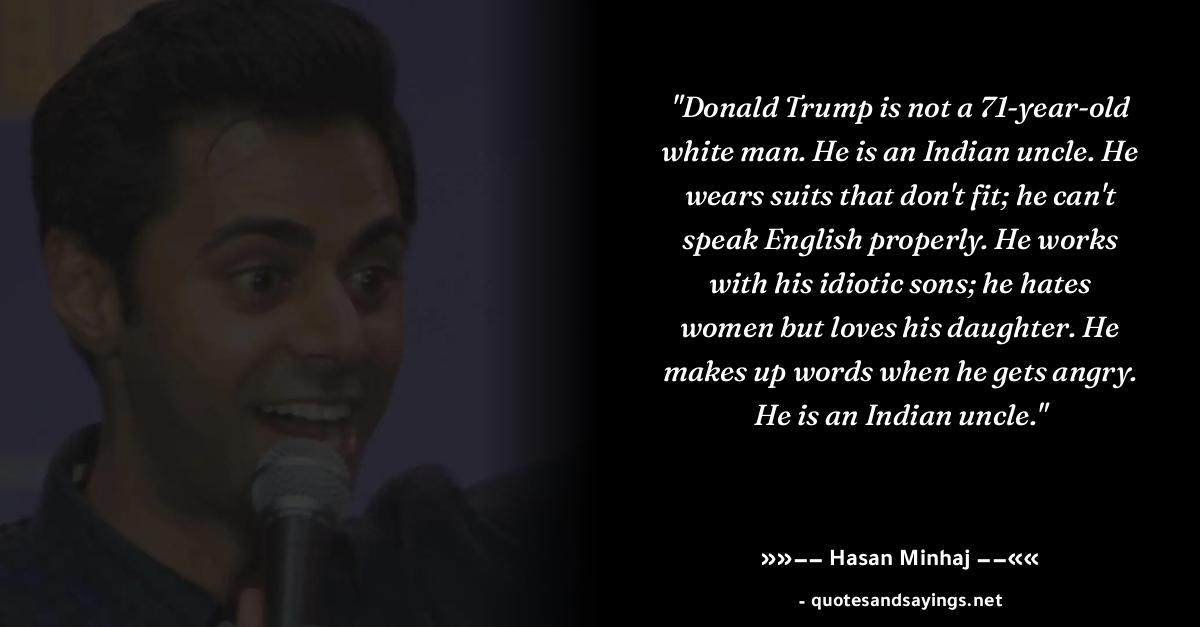 "Donald Trump is not a 71-year-old
white man. He is an Indian uncle. He
wears suits that don't fit; he can't
speak English properly. He works
with his idiotic sons; he hates
women but loves his daughter. He
makes up words when he gets angry.
He is an Indian uncle."
»»–– Hasan Minhaj ––««
- quotesandsayings.net